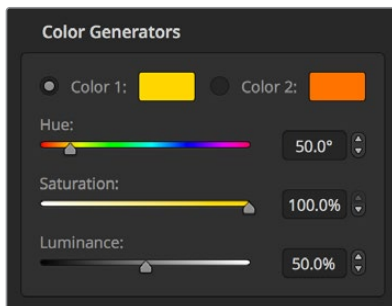 Color Generators
Color 1: Color 2:
Hue:
50.0°
Saturation:
100.0%
Luminance:
50.0%